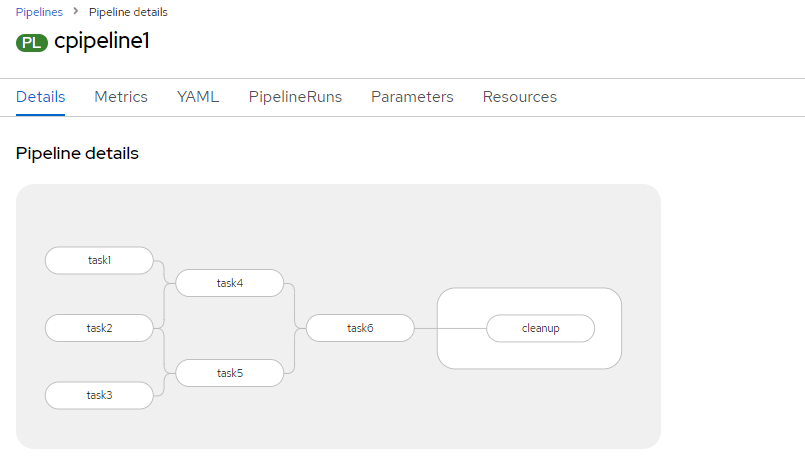 Pipelines > Pipeline details
PL cpipeline1
Details Metrics YAML PipelineRuns Parameters Resources
Pipeline details
task1
task4
task2
task6
cleanup
task5
task3